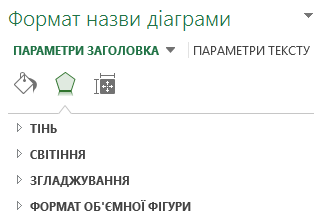 Формат назви діаграми
ПАРАМЕТРИ ЗАГОЛОВКА ПАРАМЕТРИ ТЕКСТУ
ТІНЬ
СВІТІННЯ
ЗГЛАДЖУВАННЯ
ФОРМАТ ОБ'ЄМНОЇ ФІГУРИ